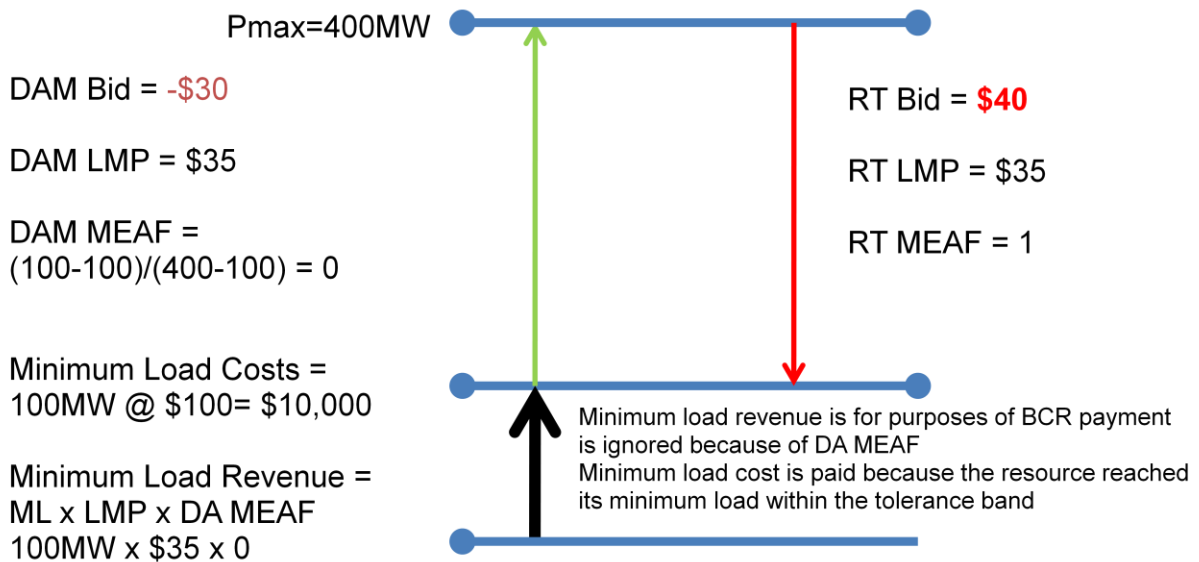 Pmax=400MW
DAM Bid = -$30
DAM LMP = $35
DAM MEAF =
(100-100)/(400-100) = 0
Minimum Load Costs =
100MW @ $100= $10,000
Minimum Load Revenue =
ML x LMP x DA MEAF
100MW x $35 x 0
RT Bid = $40
RT LMP = $35
RT MEAF = 1
Minimum load revenue is for purposes of BCR payment
is ignored because of DA MEAF
Minimum load cost is paid because the resource reached
its minimum load within the tolerance band